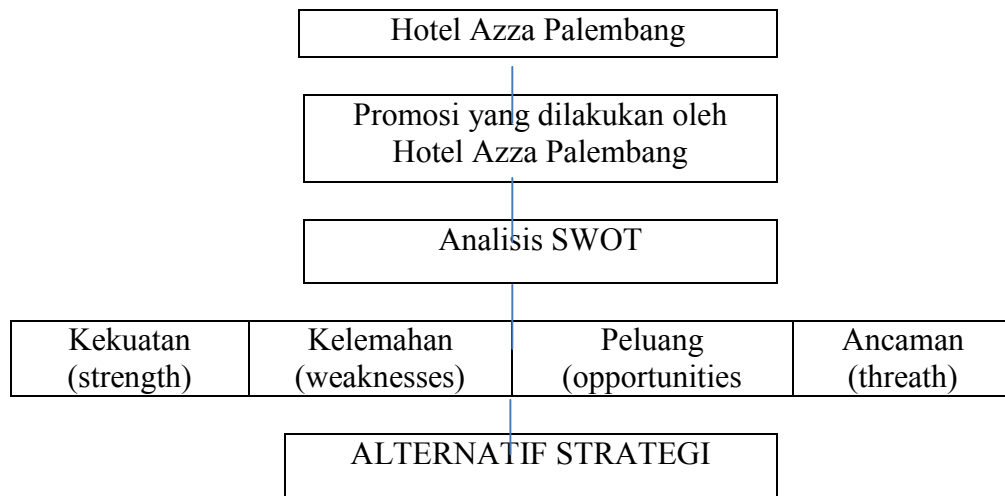 Hotel Azza Palembang
Promosi yang dilakukan oleh
Hotel Azza Palembang
Analisis SWOT
Kekuatan
(strength)
Kelemahan
(weaknesses)
Peluang
(opportunities
Ancaman
(threath)
ALTERNATIF STRATEGI